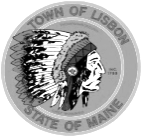 TOWN OF LISBON
STATE OF MAINE